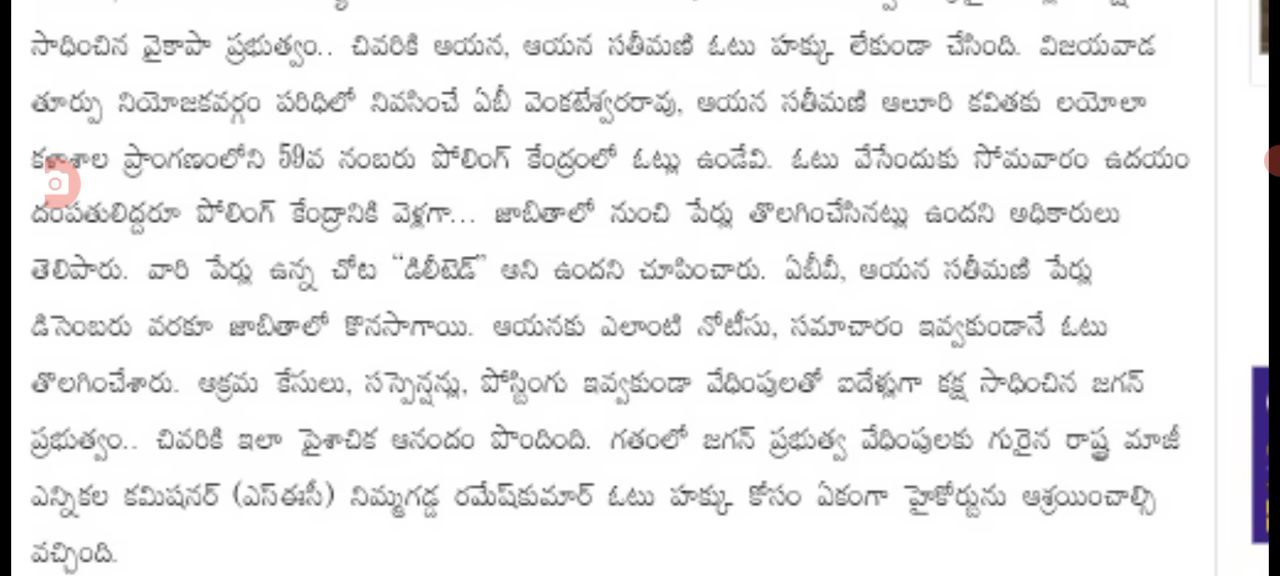 సాధించిన వైకాపా ప్రభుత్వం.. చివరికి ఆయన, ఆయన సతీమణి ఓటు హక్కు లేకుండా చేసింది. విజయవాడ
తూర్పు నియోజకవర్గం పరిధిలో నివసించే ఏబీ వెంకటేశ్వరరావు, ఆయన సతీమణి ఆలూరి కవితకు లయోలా
కళాశాల ప్రాంగణంలోని 59వ నంబరు పోలింగ్ కేంద్రంలో ఓట్లు ఉండేవి. ఓటు వేసేందుకు సోమవారం ఉదయం
దంపతులిద్దరూ పోలింగ్ కేంద్రానికి వెళ్లగా... జాబితాలో నుంచి పేర్లు తొలగించేసినట్లు ఉందని అధికారులు
తెలిపారు. వారి పేర్లు ఉన్న చోట “డిలీటెడ్” అని ఉందని చూపించారు. ఏబీవీ, ఆయన సతీమణి పేర్లు
డిసెంబరు వరకూ జాబితాలో కొనసాగాయి. ఆయనకు ఎలాంటి నోటీసు, సమాచారం ఇవ్వకుండానే ఓటు
తొలగించేశారు. అక్రమ కేసులు, సస్పెన్షన్లు, పోస్టింగు ఇవ్వకుండా వేధింపులతో ఐదేళ్లుగా కక్ష సాధించిన జగన్
ప్రభుత్వం.. చివరికి ఇలా పైశాచిక ఆనందం పొందింది. గతంలో జగన్ ప్రభుత్వ వేధింపులకు గురైన రాష్ట్ర మాజీ
ఎన్నికల కమిషనర్ (ఎస్ఈసీ) నిమ్మగడ్డ రమేష్‌కుమార్ ఓటు హక్కు కోసం ఏకంగా హైకోర్టును ఆశ్రయించాల్సి
వచ్చింది.